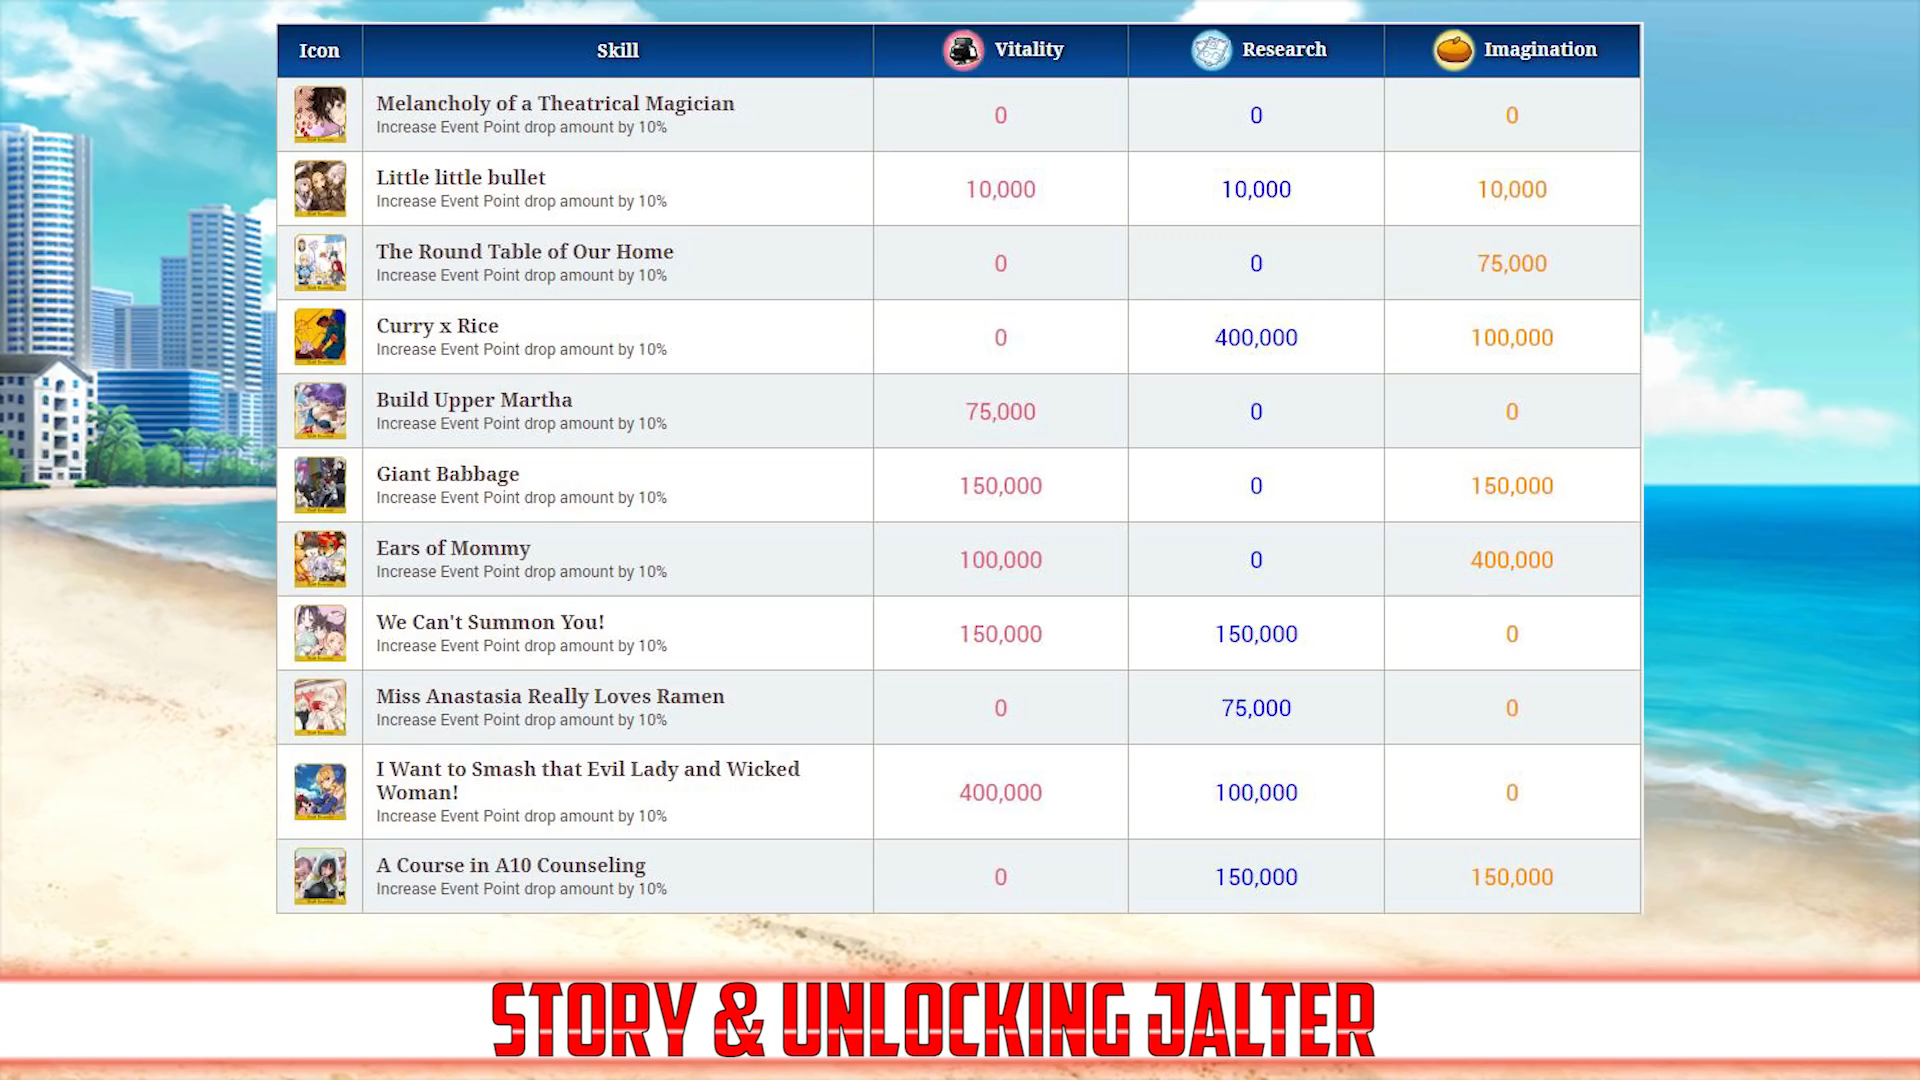 Icon Skill Vitality Research Imagination
Melancholy of a Theatrical Magician
Increase Event Point drop amount by 10%
0 0 0
Little little bullet
Increase Event Point drop amount by 10%
10,000 10,000 10,000
The Round Table of Our Home
Increase Event Point drop amount by 10%
0 0 75,000
Curry x Rice
Increase Event Point drop amount by 10%
0 400,000 100,000
Build Upper Martha
Increase Event Point drop amount by 10%
75,000 0 0
Giant Babbage
Increase Event Point drop amount by 10%
150,000 0 150,000
Ears of Mommy
Increase Event Point drop amount by 10%
100,000 0 400,000
We Can't Summon You!
Increase Event Point drop amount by 10%
150,000 150,000 0
Miss Anastasia Really Loves Ramen
Increase Event Point drop amount by 10%
0 75,000 0
I Want to Smash that Evil Lady and Wicked
Woman!
Increase Event Point drop amount by 10%
400,000 100,000 0
A Course in A10 Counseling
Increase Event Point drop amount by 10%
0 150,000 150,000
STORY & UNLOCKING JALTER